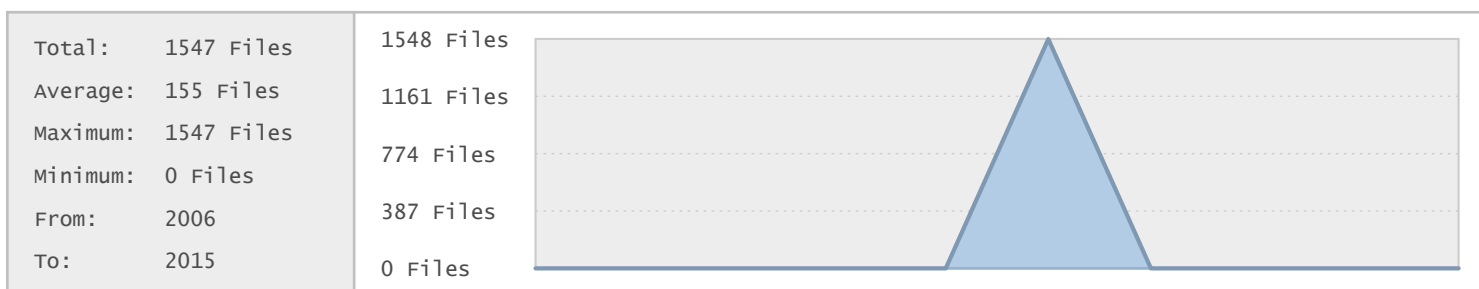 Total: 1547 Files
Average: 155 Files
Maximum: 1547 Files
Minimum: 0 Files
From: 2006
To: 2015
1548 Files
1161 Files
774 Files
387 Files
0 Files